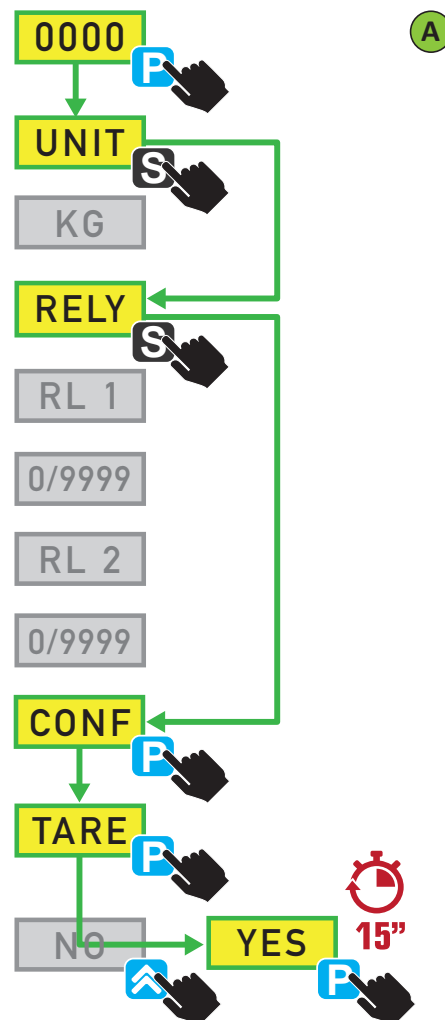 0000
A
P
UNIT
S
KG
RELY
S
RL 1
0/9999
RL 2
0/9999
CONF
P
TARE
P
NO
YES
15”
P